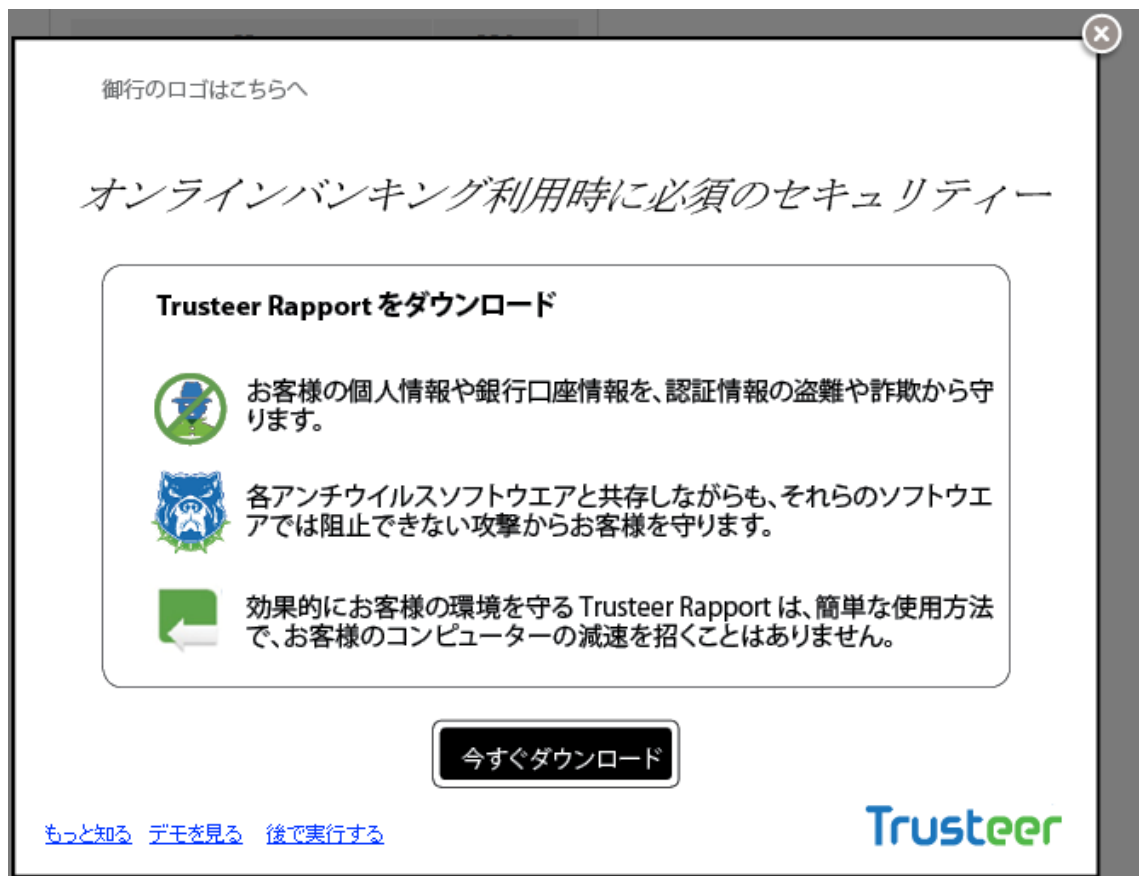 御行のロゴはこちらへ
オンラインバンキング利用時に必須のセキュリティー
Trusteer Rapport をダウンロード
お客様の個人情報や銀行口座情報を、認証情報の盗難や詐欺から守
ります。
各アンチウイルスソフトウエアと共存しながらも、それらのソフトウエ
アでは阻止できない攻撃からお客様を守ります。
効果的にお客様の環境を守る Trusteer Rapport は、簡単な使用方法
で、お客様のコンピューターの減速を招くことはありません。
今すぐダウンロード
もっと知る デモを見る 後で実行する
Trusteer